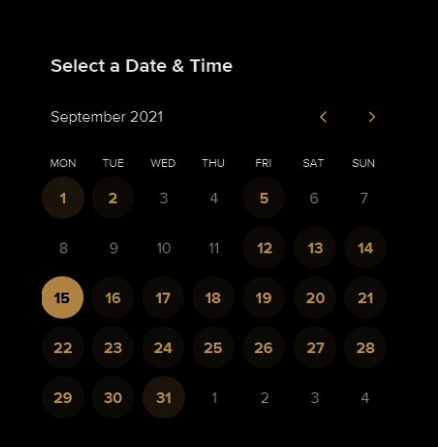 Select a Date & Time
September 2021
MON TUE WED THU FRI SAT SUN
1 2 3 4 5 6 7
8 9 10 11 12 13 14
15 16 17 18 19 20 21
22 23 24 25 26 27 28
29 30 31 1 2 3 4